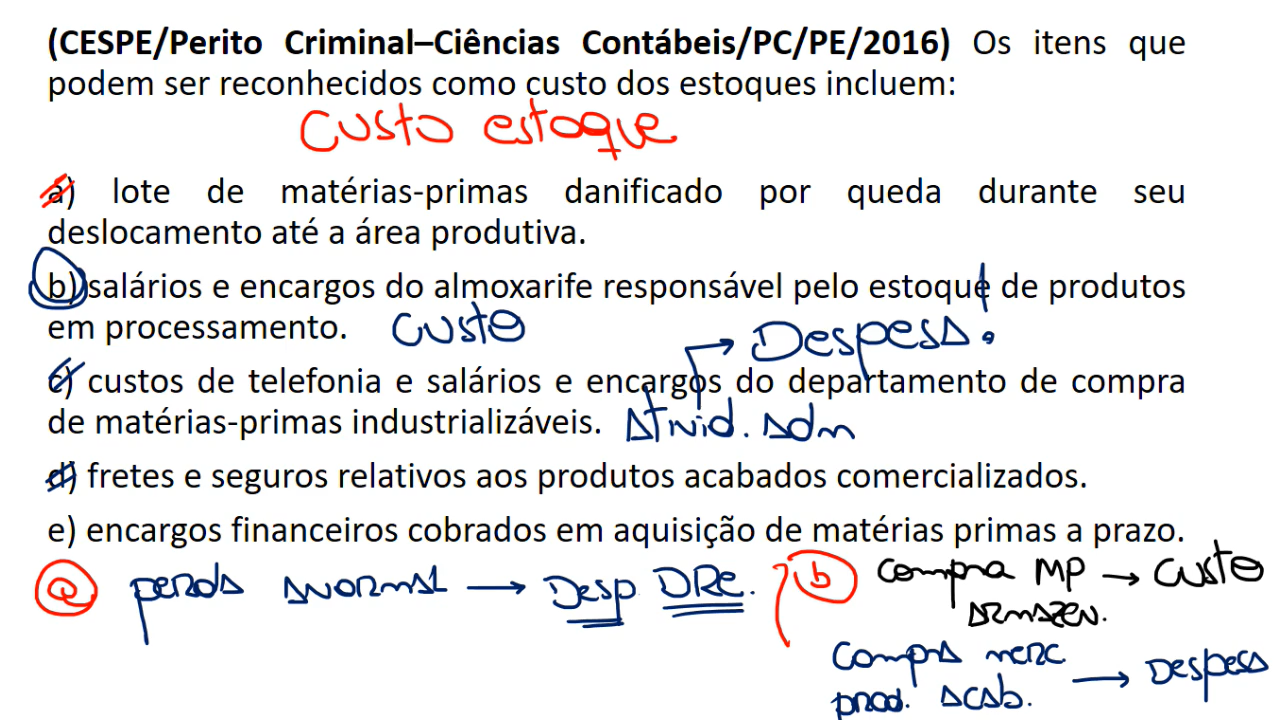 (CESPE/Perito Criminal–Ciências Contábeis/PC/PE/2016) Os itens que
podem ser reconhecidos como custo dos estoques incluem:
Custo estoque
a) lote de matérias-primas danificado por queda durante seu
deslocamento até a área produtiva.
b) salários e encargos do almoxarife responsável pelo estoque de produtos
em processamento. Custo
Despesa.
c) custos de telefonia e salários e encargos do departamento de compra
de matérias-primas industrializáveis. Ativid. Adm
d) fretes e seguros relativos aos produtos acabados comercializados.
e) encargos financeiros cobrados em aquisição de matérias primas a prazo.
a perda anormal → Desp DRE.
b compra MP → Custo
armazen.
Compra merc
prod. acab. → Despesa